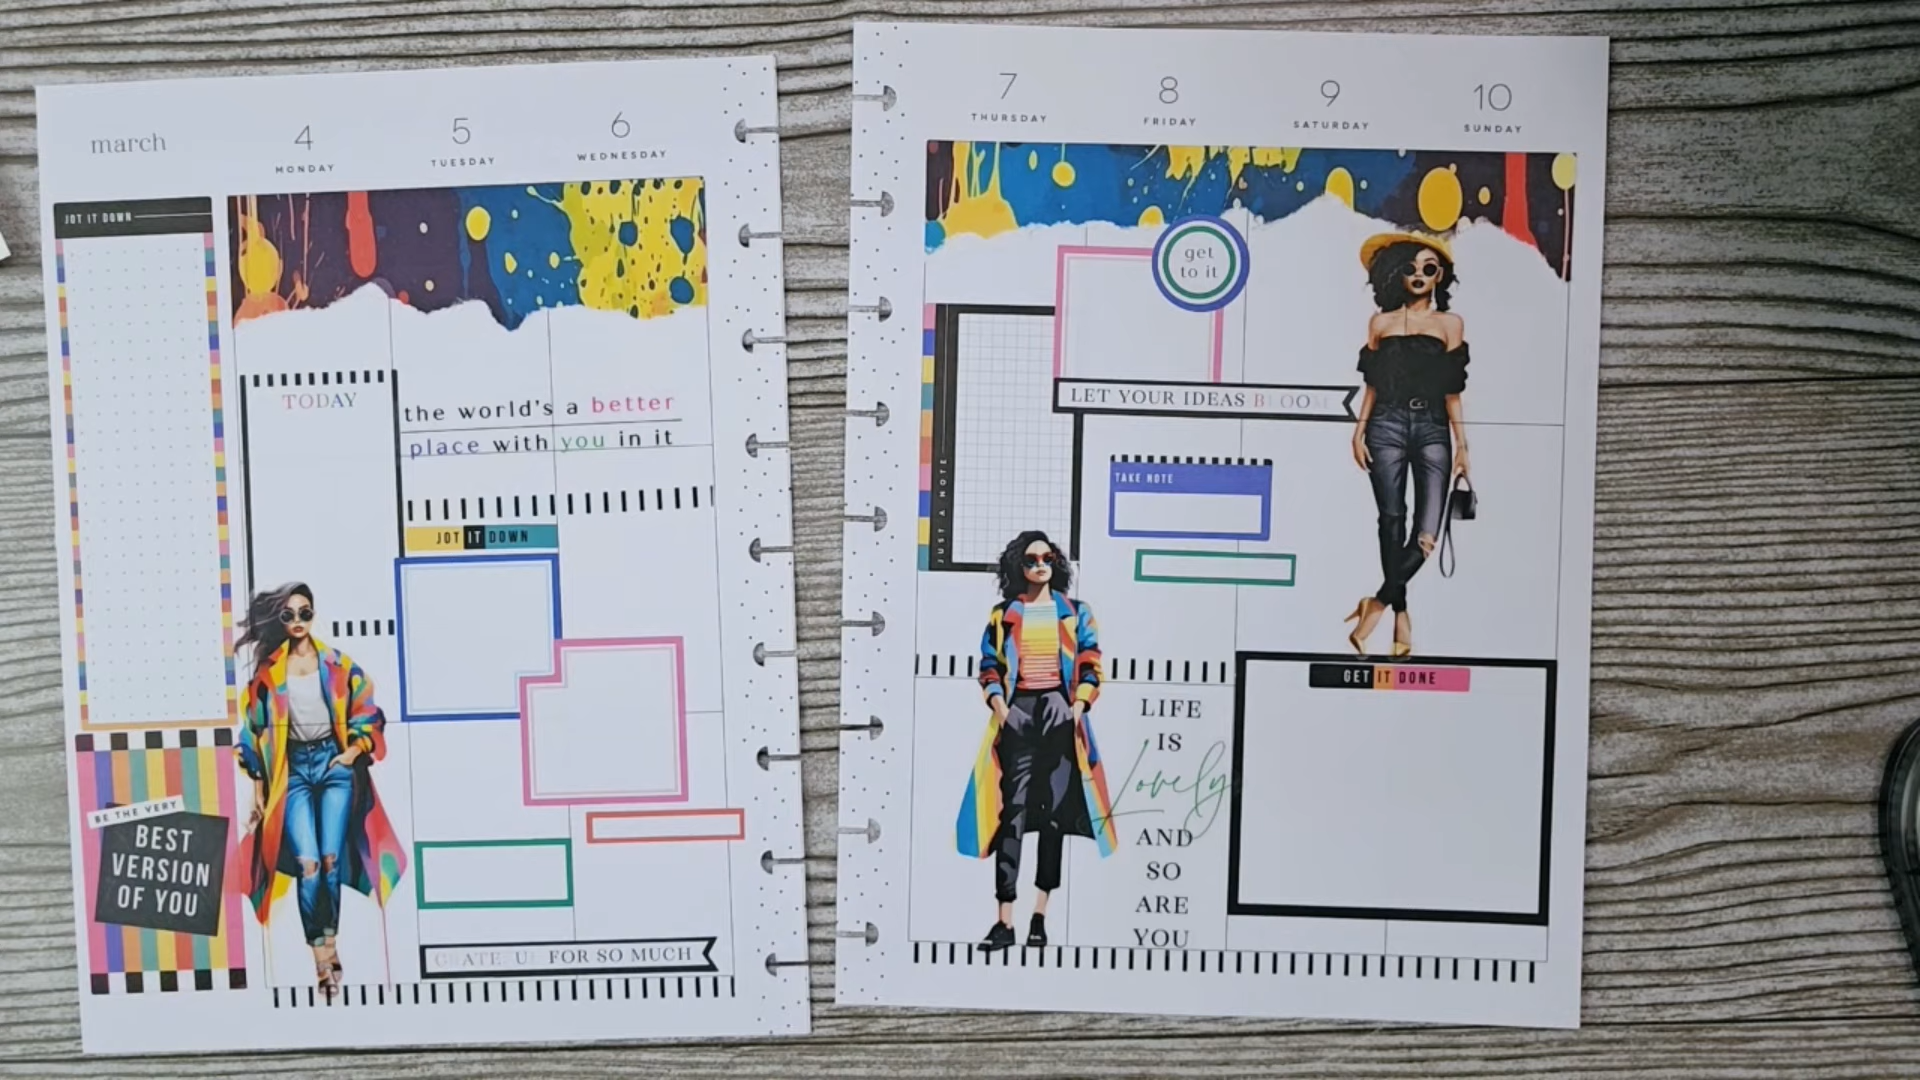 march
4
MONDAY
5
TUESDAY
6
WEDNESDAY
JOT IT DOWN
TODAY
the world's a better
place with you in it
JOT IT DOWN
BE THE VERY
BEST
VERSION
OF YOU
GRATEFUL FOR SO MUCH
7
THURSDAY
8
FRIDAY
9
SATURDAY
10
SUNDAY
get
to it
LET YOUR IDEAS BLOOM
JUST A NOTE
TAKE NOTE
GET IT DONE
LIFE
IS
Lovely
AND
SO
ARE
YOU